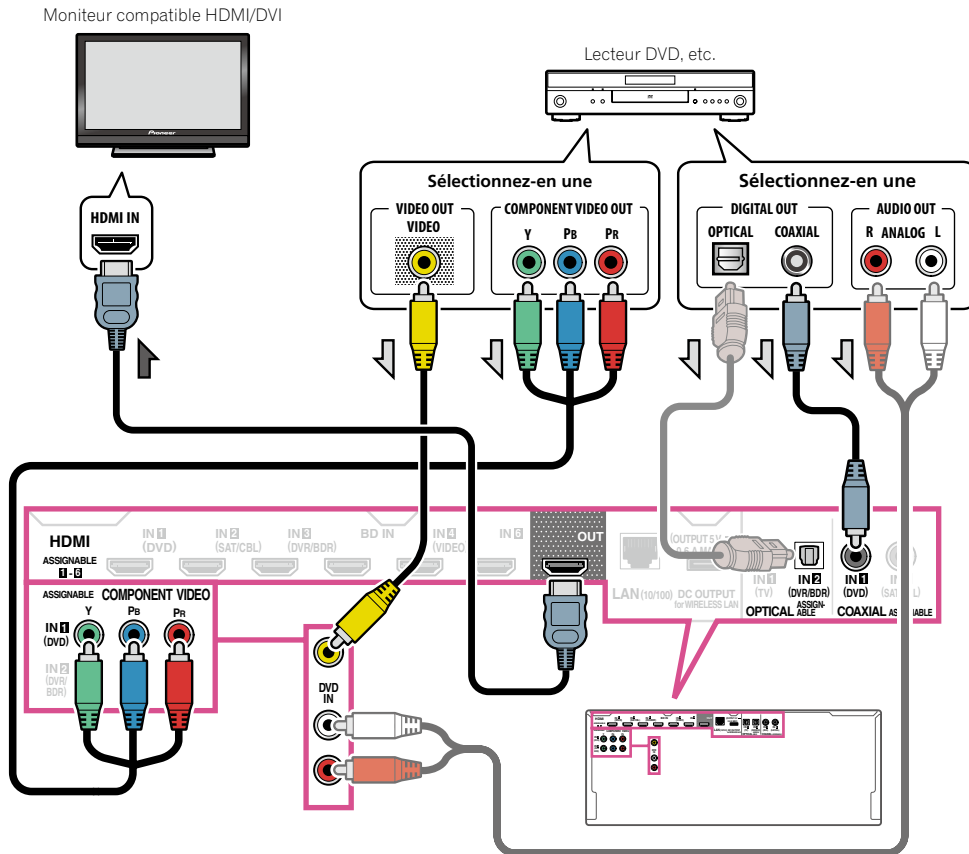 Moniteur compatible HDMI/DVI
Pioneer
HDMI IN
Lecteur DVD, etc.
Sélectionnez-en une
VIDEO OUT
VIDEO
COMPONENT VIDEO OUT
Y PB PR
Sélectionnez-en une
DIGITAL OUT
OPTICAL COAXIAL
AUDIO OUT
R ANALOG L
HDMI
ASSIGNABLE
1-6
IN 1
(DVD)
IN 2
(SAT/CBL)
IN 3
(DVR/BDR)
BD IN
IN 4
(VIDEO
IN 6
OUT
(OUTPUT 5 V
LAN (10/100)
DC OUTPUT
for WIRELESS LAN
IN 1
(TV)
IN 2
(DVR/BDR)
OPTICAL ASSIGN-
ABLE
IN 1
(DVD)
COAXIAL
ASSIGNABLE COMPONENT VIDEO
Y PB PR
IN 1
(DVD)
IN 2
(DVR/
BDR)
DVD
IN